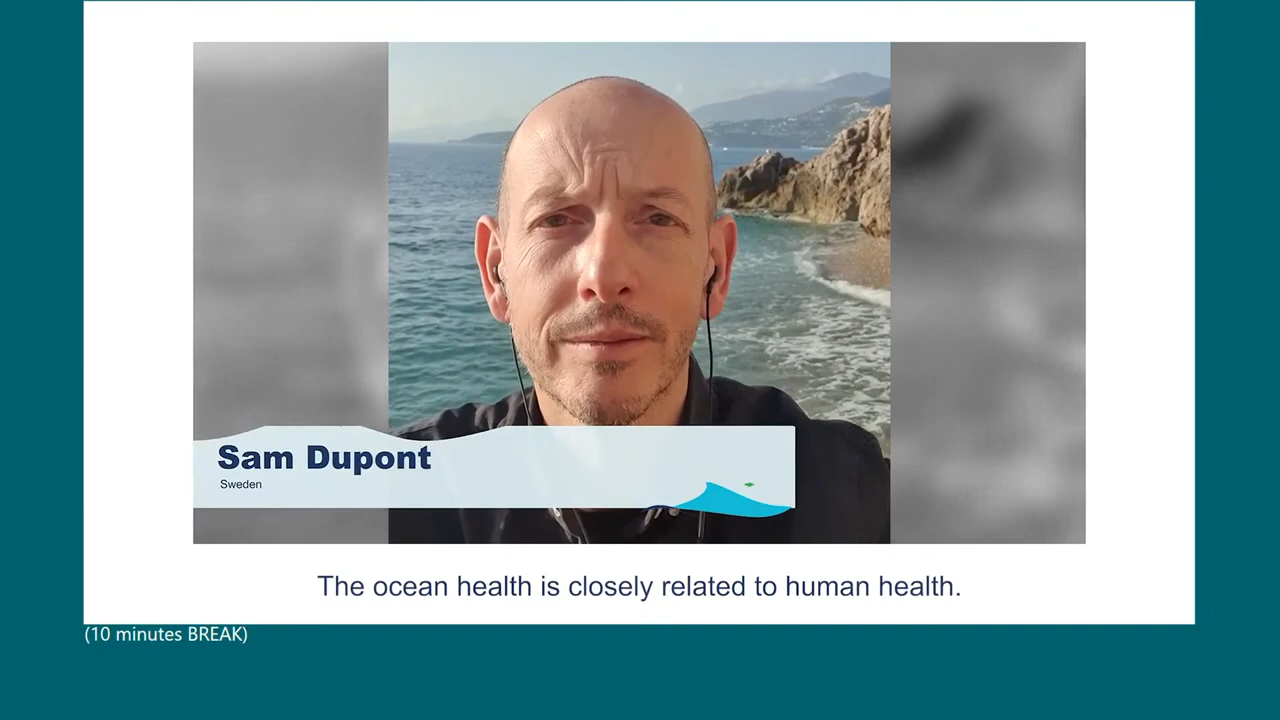 Sam Dupont
Sweden
The ocean health is closely related to human health.
(10 minutes BREAK)